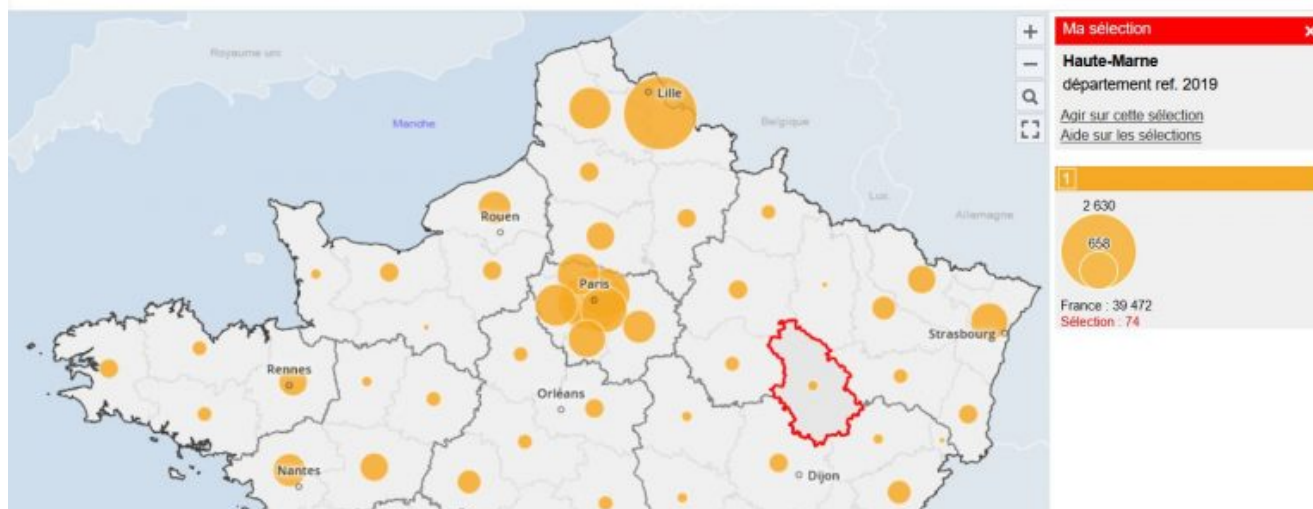 Royaume uni
Lille
Manche
Belgique
Lux.
Allemagne
Rouen
Paris
Strasbourg
Rennes
Orléans
Nantes
Dijon
+
−
Ma sélection ×
Haute-Marne
département ref. 2019
Agir sur cette sélection
Aide sur les sélections
1
2 630
658
France : 39 472
Sélection : 74